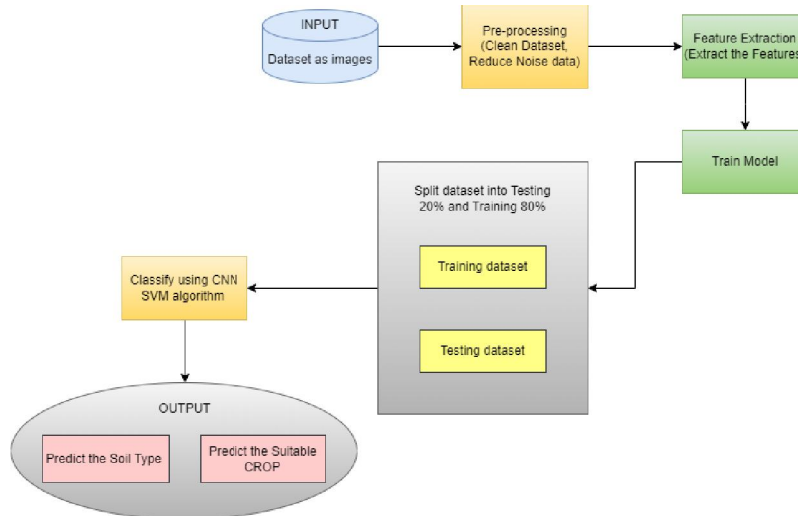 INPUT
Dataset as images
Pre-processing
(Clean Dataset,
Reduce Noise data)
Feature Extraction
(Extract the Features
Train Model
Split dataset into Testing
20% and Training 80%
Training dataset
Testing dataset
Classify using CNN
SVM algorithm
OUTPUT
Predict the Soil Type
Predict the Suitable
CROP